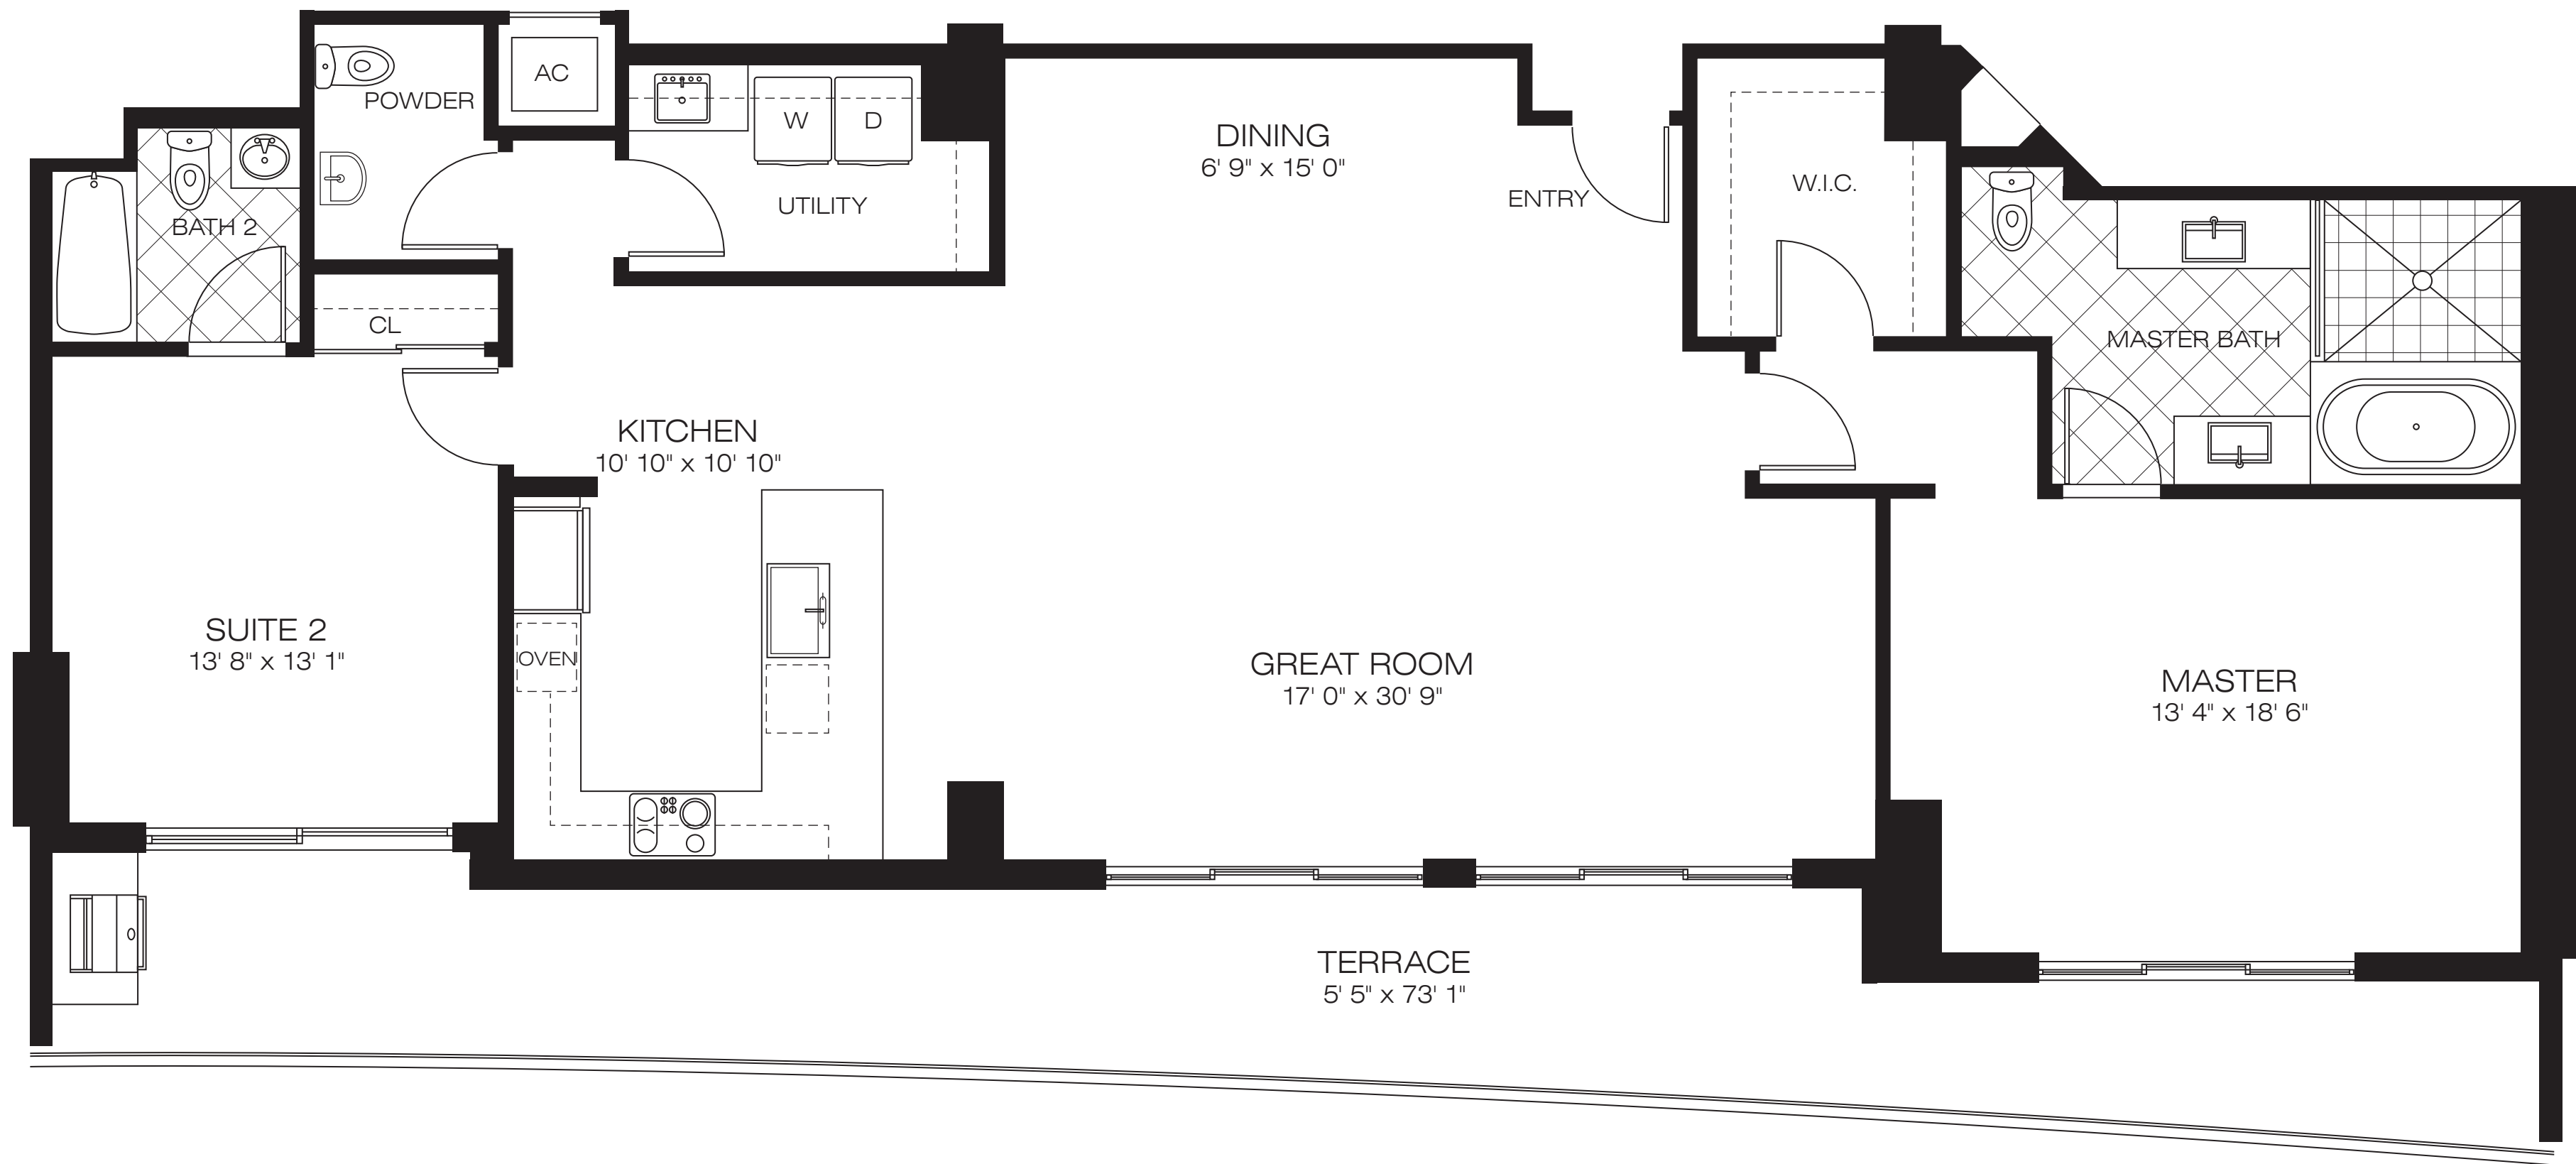 AC
POWDER
W
D
DINING
6' 9" x 15' 0"
W.I.C.
ENTRY
UTILITY
BATH 2
CL
MASTER BATH
KITCHEN
10' 10" x 10' 10"
SUITE 2
13' 8" x 13' 1"
OVEN
GREAT ROOM
17' 0" x 30' 9"
MASTER
13' 4" x 18' 6"
TERRACE
5' 5" x 73' 1"